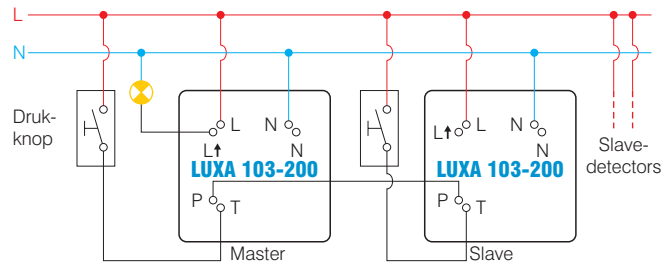 L
N
Druk-
knop
L
N
L↑
N
LUXA 103-200
P
T
Master
L↑
L
N
N
LUXA 103-200
P
T
Slave
Slave-
detectors